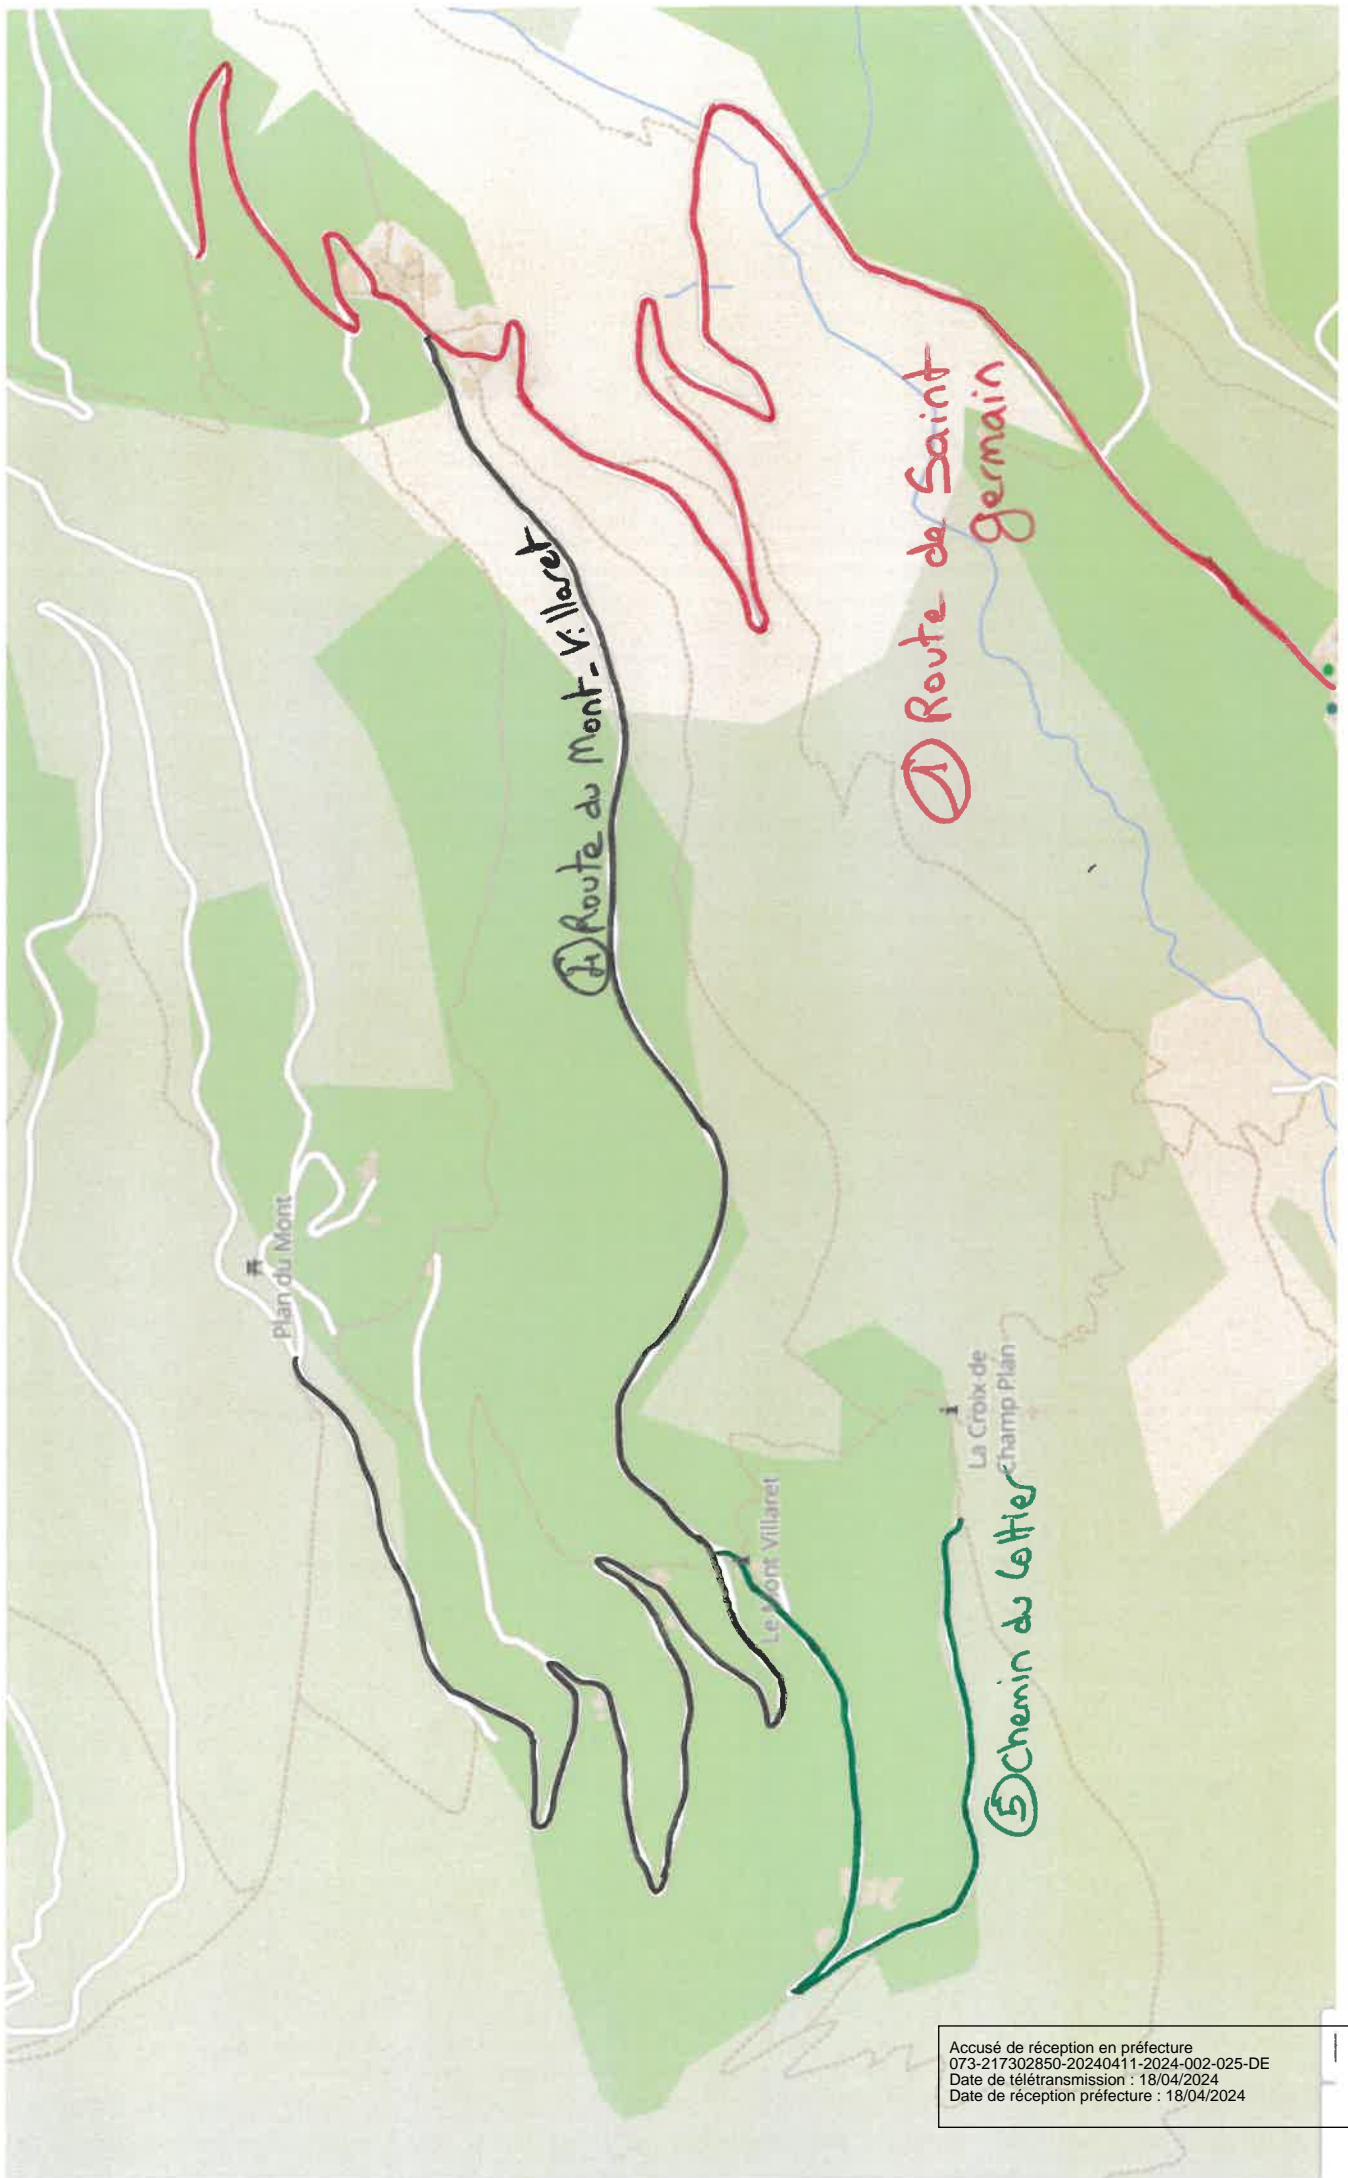 ① Route de Saint
germain
② Route du Mont-Villaret
Plan du Mont
Le Mont Villaret
La Croix de
Champ Plan
⑤ Chemin du
Accusé de réception en préfecture
073-217302850-20240411-2024-002-025-DE
Date de télétransmission : 18/04/2024
Date de réception préfecture : 18/04/2024